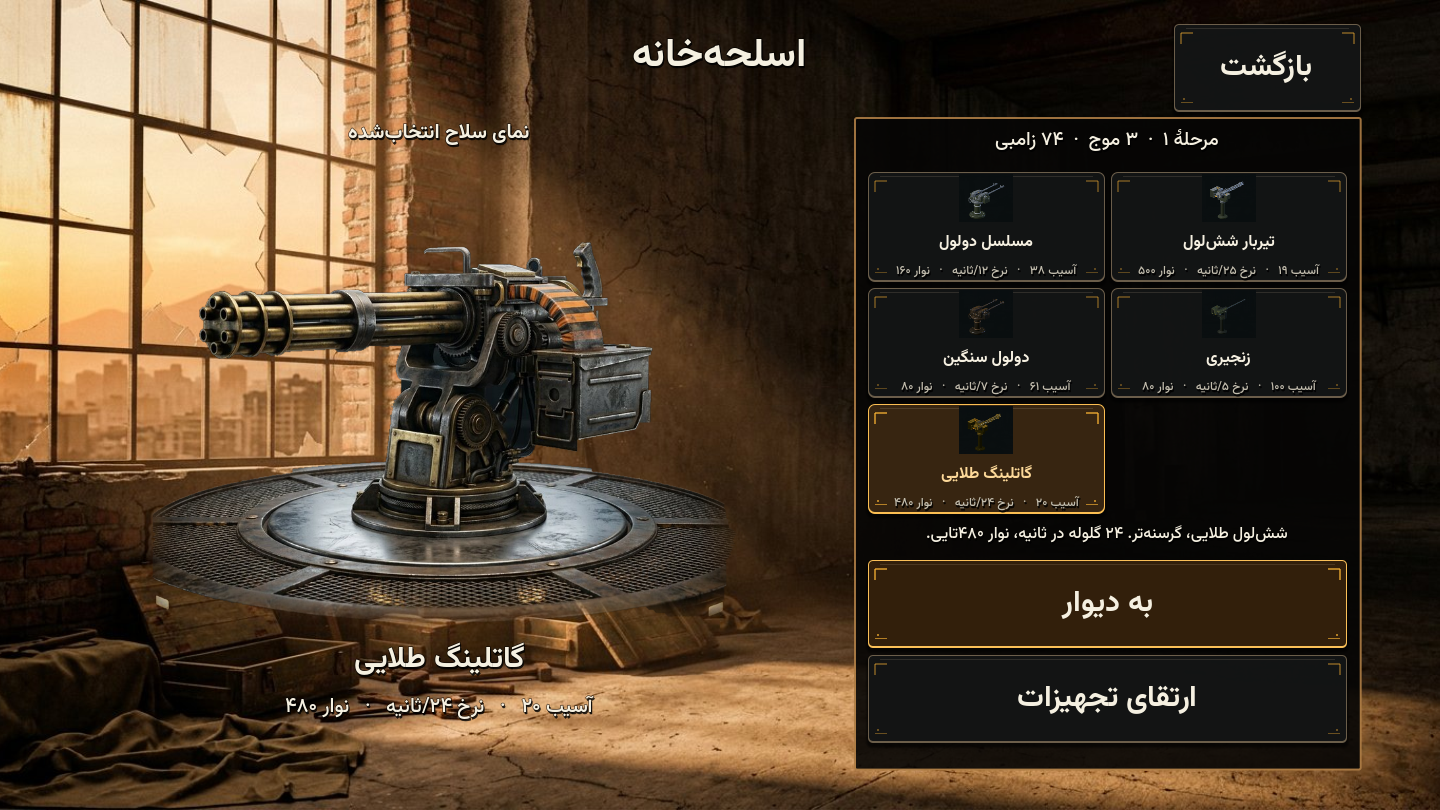 اسلحه‌خانه
بازگشت
نمای سلاح انتخاب‌شده
مرحلهٔ ۱ · ۳ موج · ۷۴ زامبی
تیربار شش‌لول
آسیب ۱۹ · نرخ ۲۵/ثانیه · نوار ۵۰۰
مسلسل دولول
آسیب ۳۸ · نرخ ۱۲/ثانیه · نوار ۱۶۰
زنجیری
آسیب ۱۰۰ · نرخ ۵/ثانیه · نوار ۸۰
دولول سنگین
آسیب ۶۱ · نرخ ۷/ثانیه · نوار ۸۰
گاتلینگ طلایی
آسیب ۲۰ · نرخ ۲۴/ثانیه · نوار ۴۸۰
شش‌لول طلایی، گرسنه‌تر. ۲۴ گلوله در ثانیه، نوار ۴۸۰تایی.
به دیوار
ارتقای تجهیزات
گاتلینگ طلایی
آسیب ۲۰ · نرخ ۲۴/ثانیه · نوار ۴۸۰